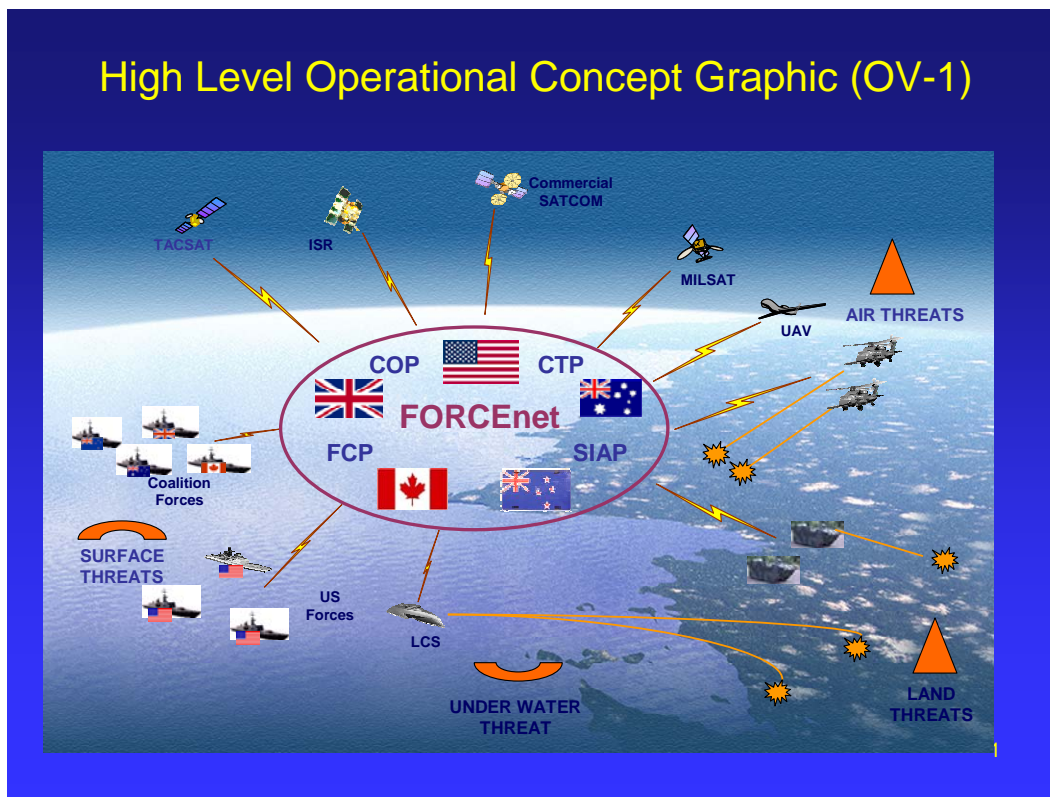 High Level Operational Concept Graphic (OV-1)
Commercial
SATCOM
TACSAT
ISR
MILSAT
UAV
AIR THREATS
COP
CTP
FORCEnet
FCP
SIAP
Coalition
Forces
SURFACE
THREATS
US
Forces
LCS
UNDER WATER
THREAT
LAND
THREATS
1